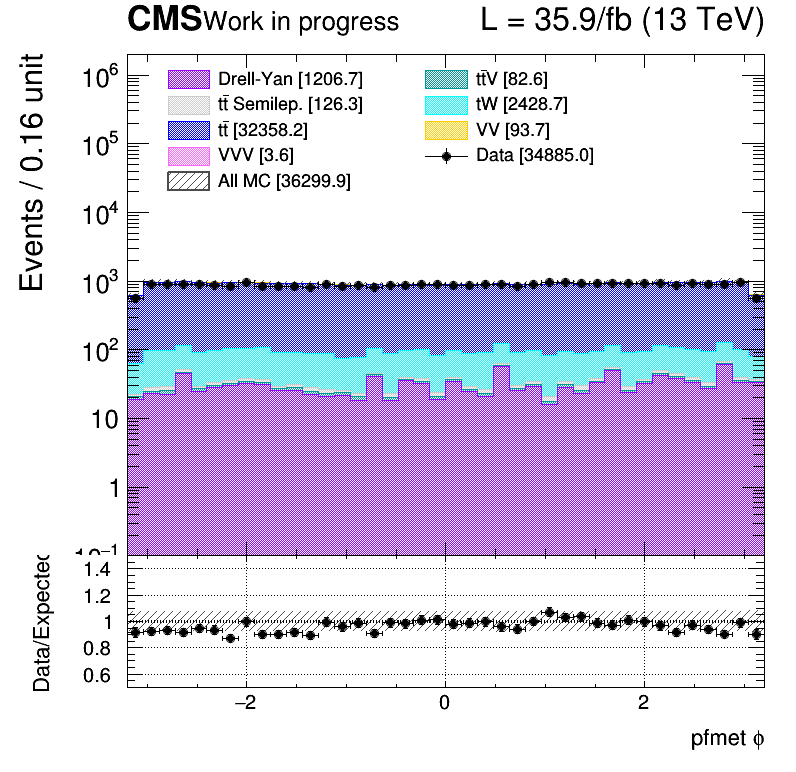 CMS Work in progress L = 35.9/fb (13 TeV)
Events / 0.16 unit
Drell-Yan [1206.7]
tt̄ Semilep. [126.3]
tt̄ [32358.2]
VVV [3.6]
All MC [36299.9]
tt̄V [82.6]
tW [2428.7]
VV [93.7]
Data [34885.0]
10⁶
10⁵
10⁴
10³
10²
10
1
10⁻¹
Data/Expected
1.4
1.2
1
0.8
0.6
−2 0 2
pfmet ϕ